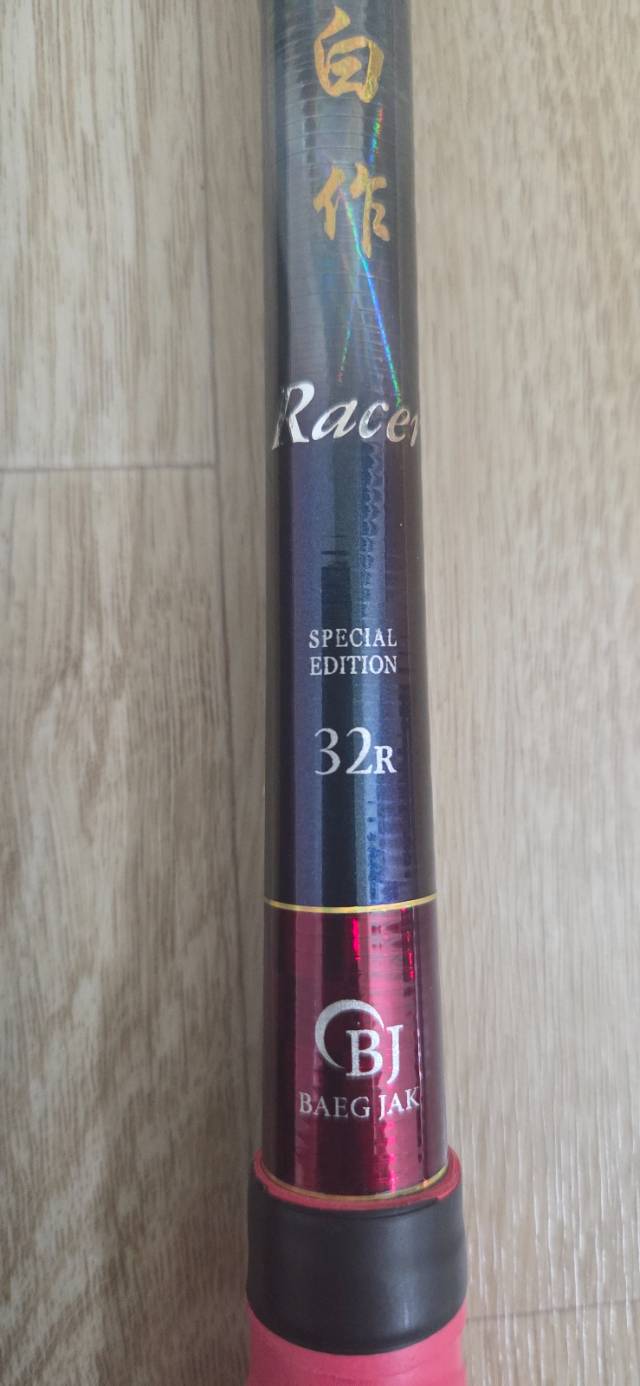 白
作
Racer
SPECIAL
EDITION
32R
BJ
BAEG JAK